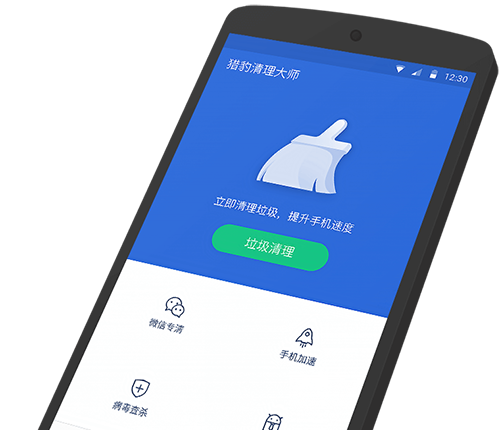 12:30
猎豹清理大师
立即清理垃圾，提升手机速度
垃圾清理
微信专清
手机加速
病毒查杀